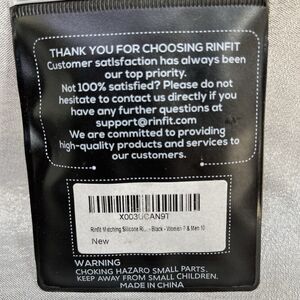 THANK YOU FOR CHOOSING RINFIT
Customer satisfaction has always been
our top priority.
Not 100% satisfied? Please do not
hesitate to contact us directly if you
have any further questions at
support@rinfit.com
We are committed to providing
high-quality products and services to
our customers.
X003UCAN9T
Rinfit Matching Silicone Ri... - Black - Women 9 & Men 10
New
WARNING
CHOKING HAZARD SMALL PARTS.
KEEP AWAY FROM SMALL CHILDREN.
MADE IN CHINA